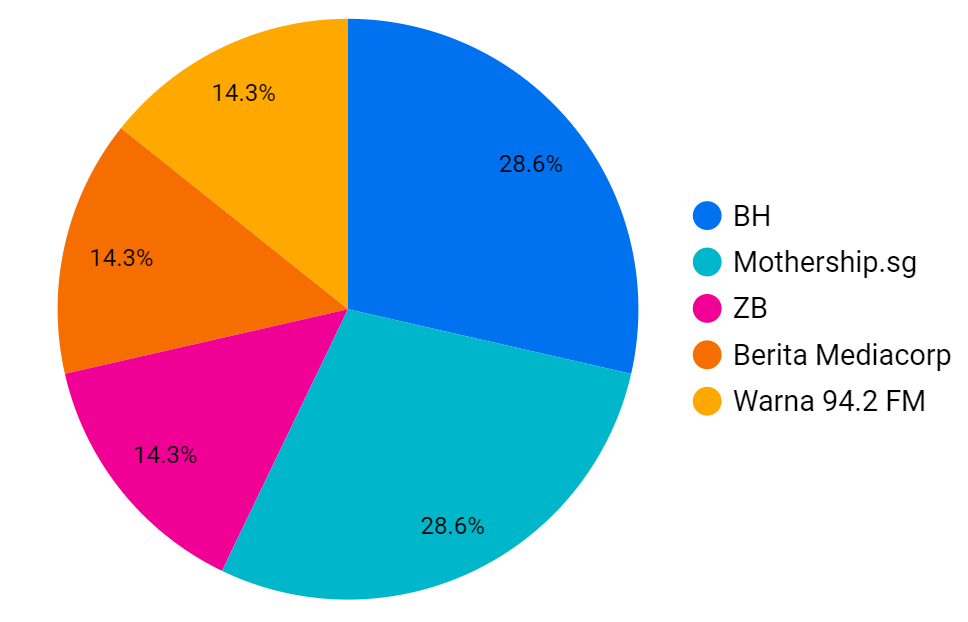 14.3%
28.6%
14.3%
14.3%
28.6%
BH
Mothership.sg
ZB
Berita Mediacorp
Warna 94.2 FM